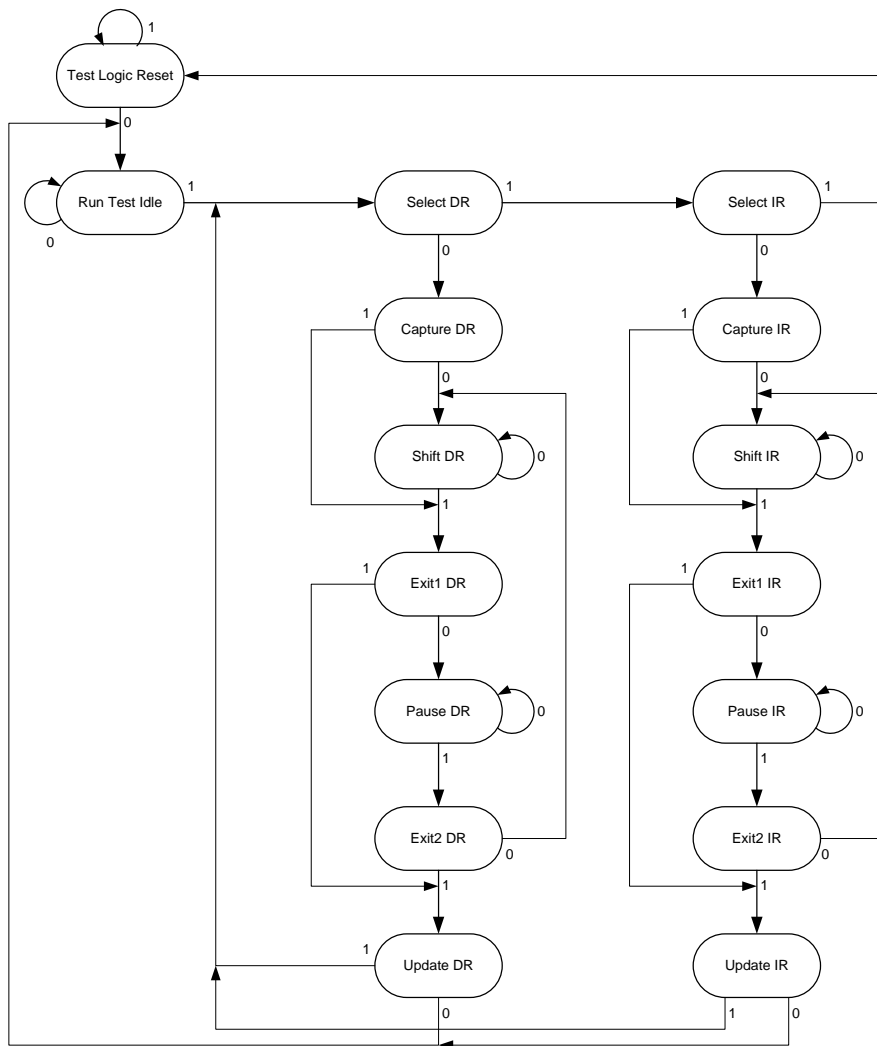 1
Test Logic Reset
0
Run Test Idle
1
0
Select DR
1
Select IR
1
0
0
1
Capture DR
1
Capture IR
0
0
Shift DR
0
Shift IR
0
1
1
1
Exit1 DR
1
Exit1 IR
0
0
Pause DR
0
Pause IR
0
1
1
Exit2 DR
0
Exit2 IR
0
1
1
1
Update DR
Update IR
0
1
0